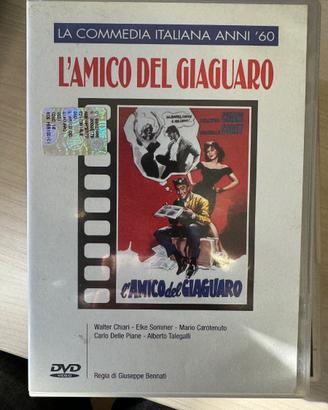 LA COMMEDIA ITALIANA ANNI '60
L'AMICO DEL GIAGUARO
l'AMICO del GIAGUARO
Walter Chiari - Elke Sommer - Mario Carotenuto
Carlo Delle Piane - Alberto Talegalli
DVD
VIDEO
Regia di Giuseppe Bennati